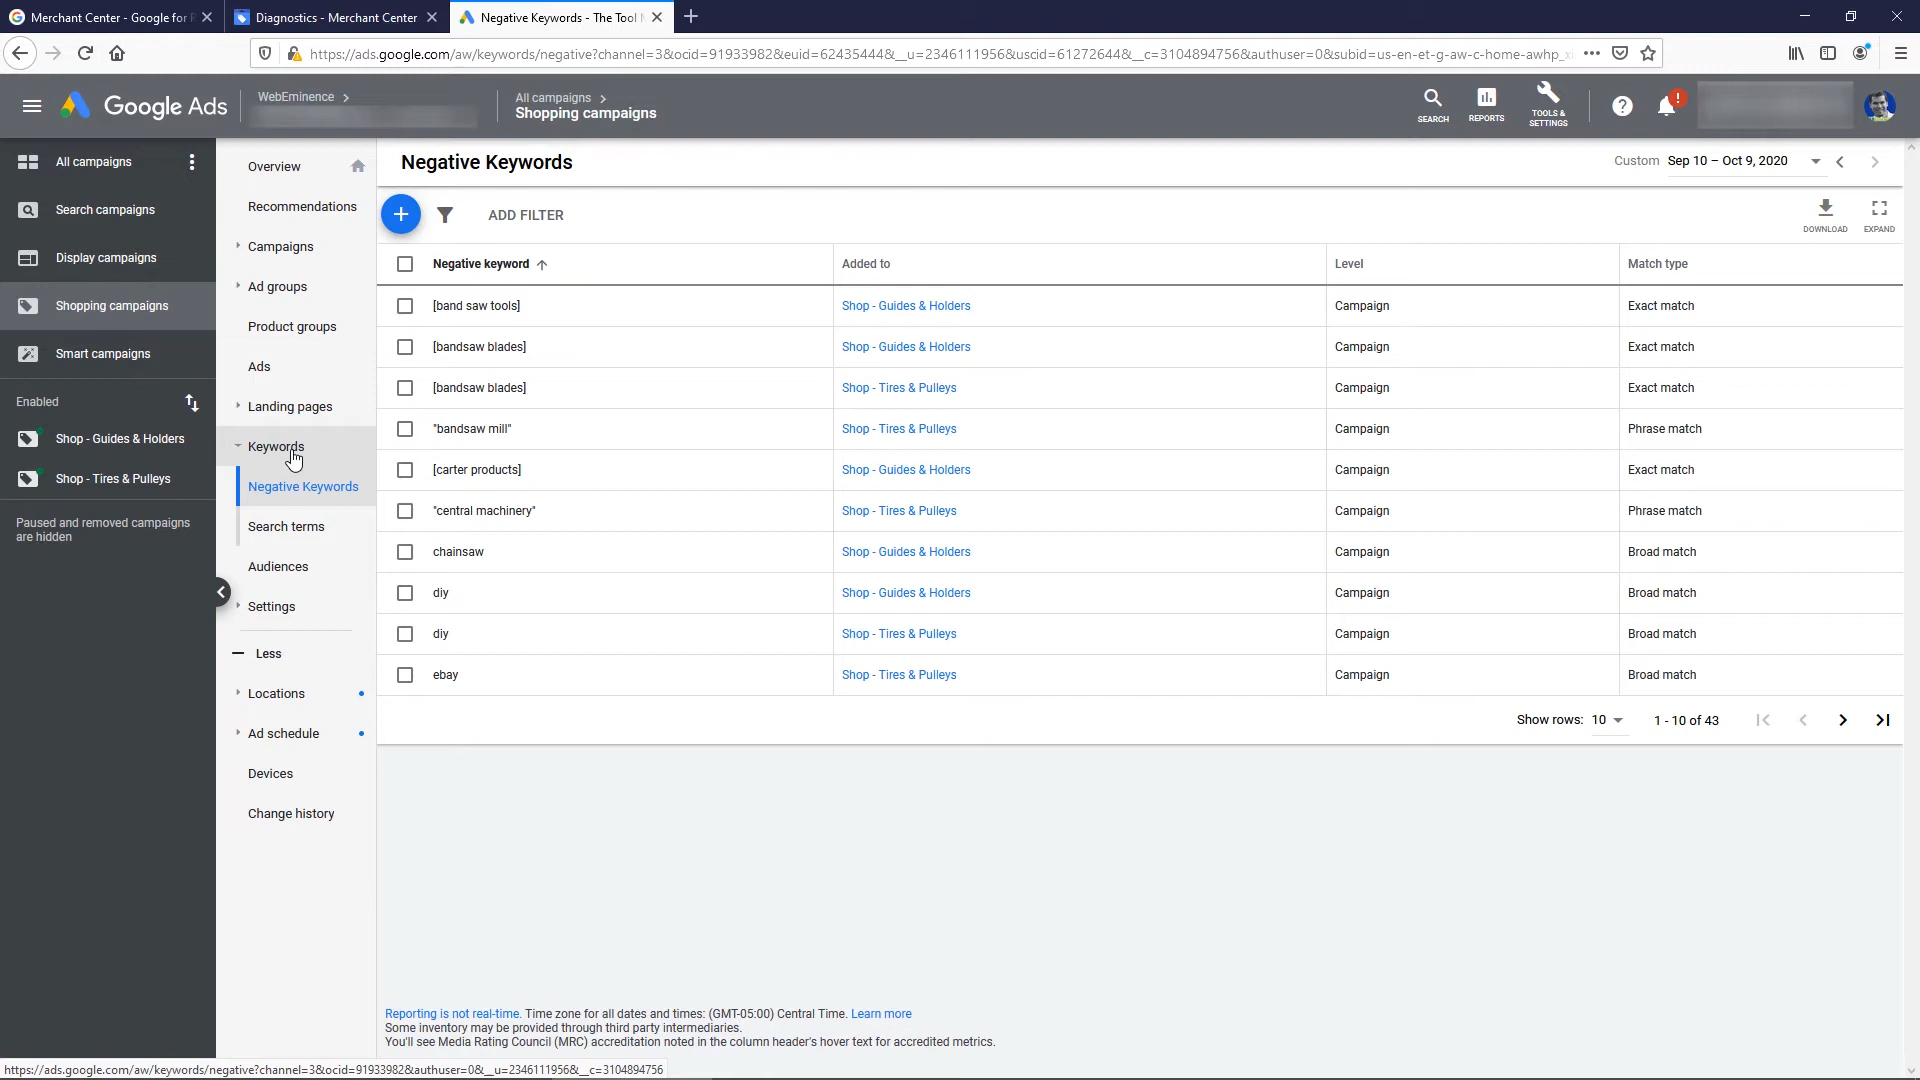 Merchant Center - Google for R
Diagnostics - Merchant Center
Negative Keywords - The Tool
https://ads.google.com/aw/keywords/negative?channel=3&ocid=91933982&euid=62435444&__u=2346111956&uscid=61272644&__c=3104894756&authuser=0&subid=us-en-et-g-aw-c-home-awhp_xi
Google Ads
WebEminence
All campaigns
Shopping campaigns
SEARCH
REPORTS
TOOLS &
SETTINGS
All campaigns
Search campaigns
Display campaigns
Shopping campaigns
Smart campaigns
Enabled
Shop - Guides & Holders
Shop - Tires & Pulleys
Paused and removed campaigns
are hidden
Overview
Recommendations
Campaigns
Ad groups
Product groups
Ads
Landing pages
Keywords
Negative Keywords
Search terms
Audiences
Settings
Less
Locations
Ad schedule
Devices
Change history
Negative Keywords
Custom Sep 10 – Oct 9, 2020
ADD FILTER
DOWNLOAD
EXPAND
Negative keyword Added to Level Match type
[band saw tools] Shop - Guides & Holders Campaign Exact match
[bandsaw blades] Shop - Guides & Holders Campaign Exact match
[bandsaw blades] Shop - Tires & Pulleys Campaign Exact match
"bandsaw mill" Shop - Tires & Pulleys Campaign Phrase match
[carter products] Shop - Guides & Holders Campaign Exact match
"central machinery" Shop - Tires & Pulleys Campaign Phrase match
chainsaw Shop - Guides & Holders Campaign Broad match
diy Shop - Guides & Holders Campaign Broad match
diy Shop - Tires & Pulleys Campaign Broad match
ebay Shop - Tires & Pulleys Campaign Broad match
Show rows: 10 1 - 10 of 43
Reporting is not real-time. Time zone for all dates and times: (GMT-05:00) Central Time. Learn more
Some inventory may be provided through third party intermediaries.
You'll see Media Rating Council (MRC) accreditation noted in the column header's hover text for accredited metrics.
https://ads.google.com/aw/keywords/negative?channel=3&ocid=91933982&authuser=0&__u=2346111956&__c=3104894756